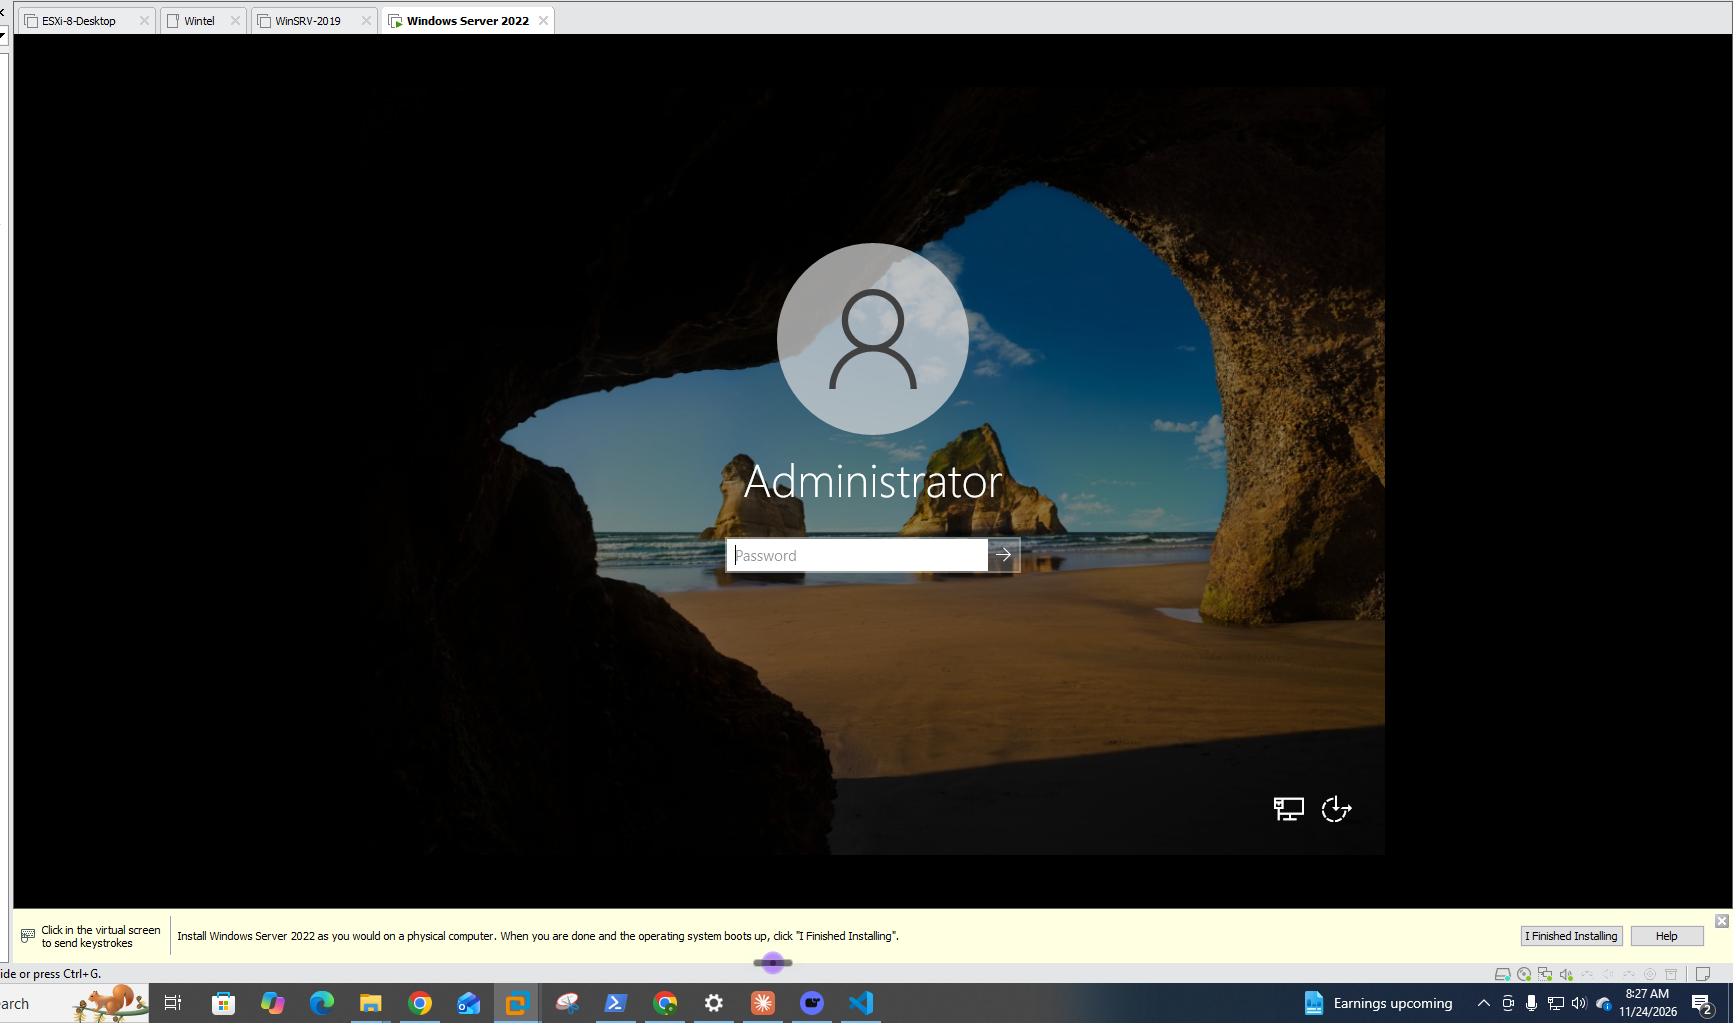 ESXi-8-Desktop
Wintel
WinSRV-2019
Windows Server 2022
Administrator
Password
Click in the virtual screen
to send keystrokes
Install Windows Server 2022 as you would on a physical computer. When you are done and the operating system boots up, click "I Finished Installing".
I Finished Installing
Help
ide or press Ctrl+G.
earch
Earnings upcoming
8:27 AM
11/24/2026
2